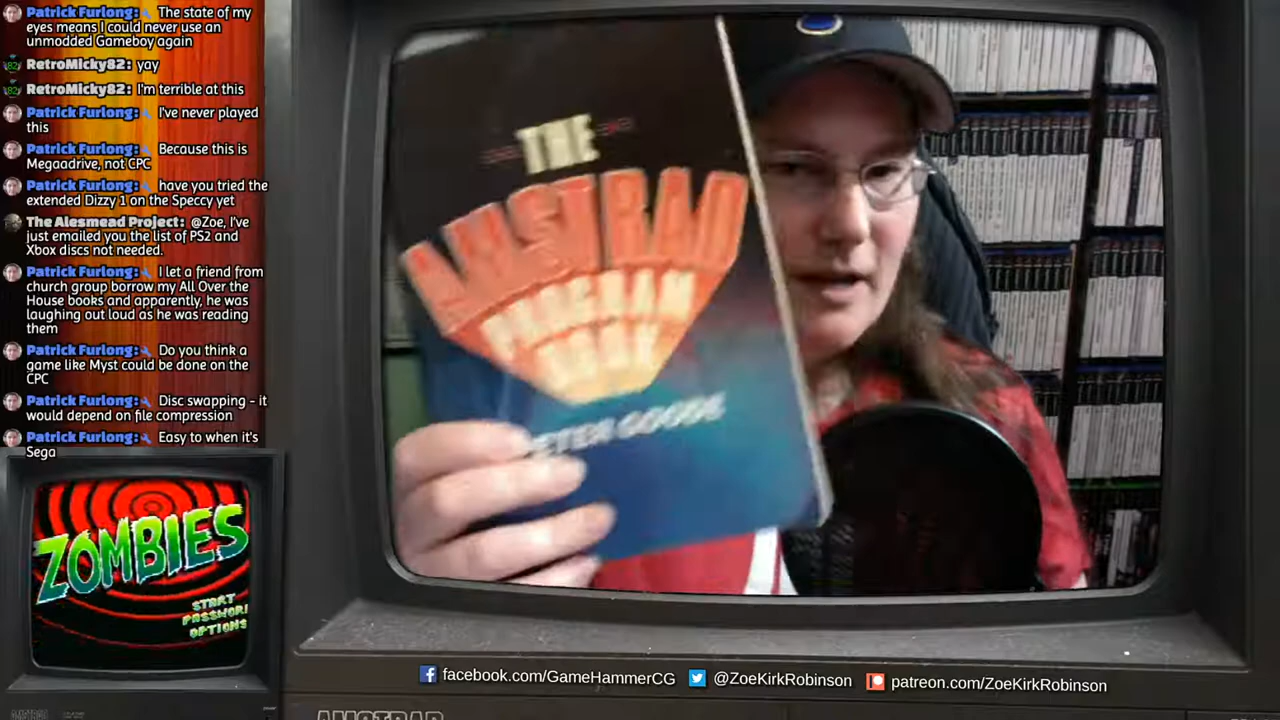 Patrick Furlong: The state of my
eyes means I could never use an
unmodded Gameboy again
RetroMicky82: yay
RetroMicky82: I'm terrible at this
Patrick Furlong: I've never played
this
Patrick Furlong: Because this is
Megaadrive, not CPC
Patrick Furlong: have you tried the
extended Dizzy 1 on the Speccy yet
The Alesmead Project: @Zoe, I've
just emailed you the list of PS2 and
Xbox discs not needed.
Patrick Furlong: I let a friend from
church group borrow my All Over the
House books and apparently, he was
laughing out loud as he was reading
them
Patrick Furlong: Do you think a
game like Myst could be done on the
CPC
Patrick Furlong: Disc swapping - it
would depend on file compression
Patrick Furlong: Easy to when it's
Sega
THE
AMSTRAD
PROGRAM
BOOK
PETER GOODE
ZOMBIES
START
PASSWORD
OPTIONS
facebook.com/GameHammerCG @ZoeKirkRobinson patreon.com/ZoeKirkRobinson
AMSTRAD